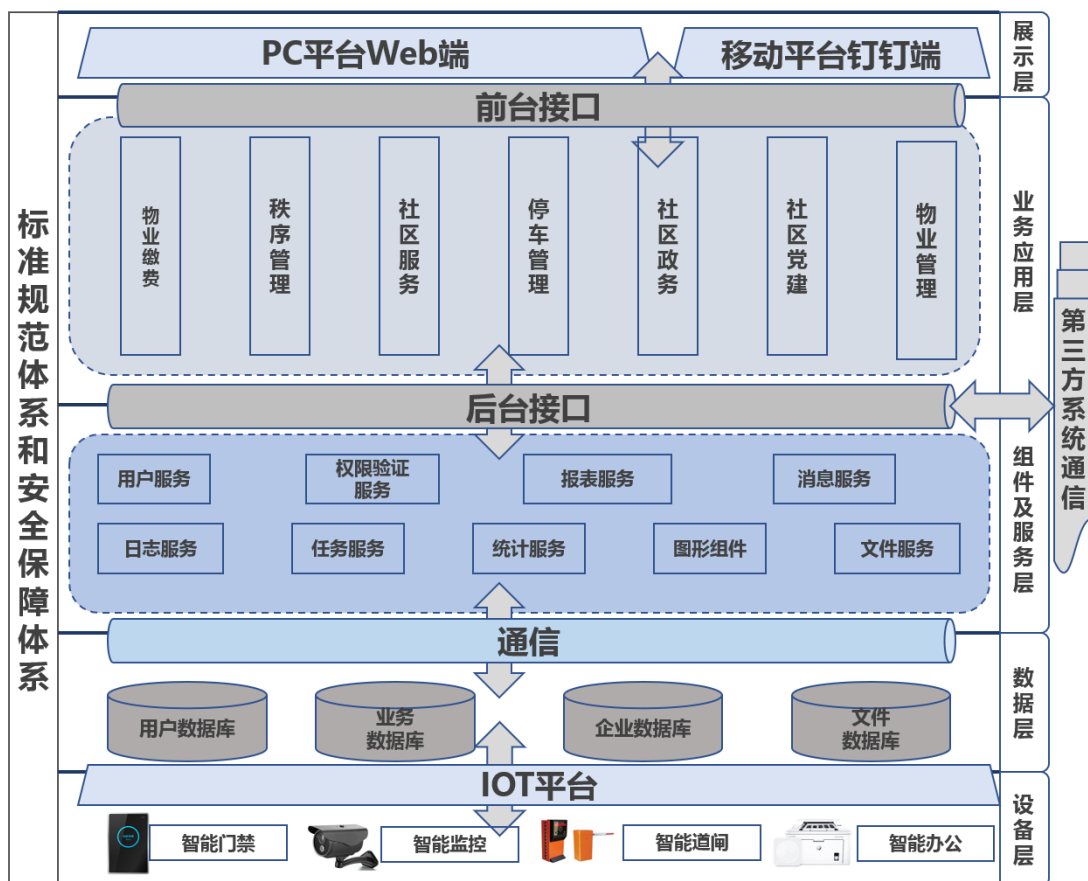 标准规范体系和安全保障体系
PC平台Web端
移动平台钉钉端
展示层
前台接口
物业缴费
秩序管理
社区服务
停车管理
社区政务
社区党建
物业管理
业务应用层
后台接口
第三方系统通信
用户服务
权限验证
服务
报表服务
消息服务
日志服务
任务服务
统计服务
图形组件
文件服务
组件及服务层
通信
用户数据库
业务
数据库
企业数据库
文件
数据库
数据层
IOT平台
智能门禁
智能监控
智能道闸
智能办公
设备层